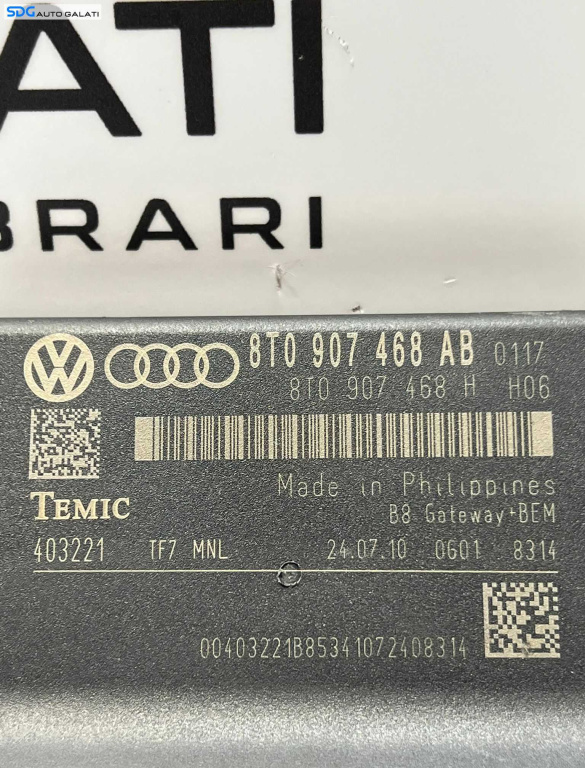 SDG AUTO GALATI
ATI
BRARI
8T0 907 468 AB 0117
8T0 907 468 H H06
TEMIC
Made in Philippines
B8 Gateway+BEM
403221 TF7 MNL 24.07.10 0601 8314
00403221B85341072408314